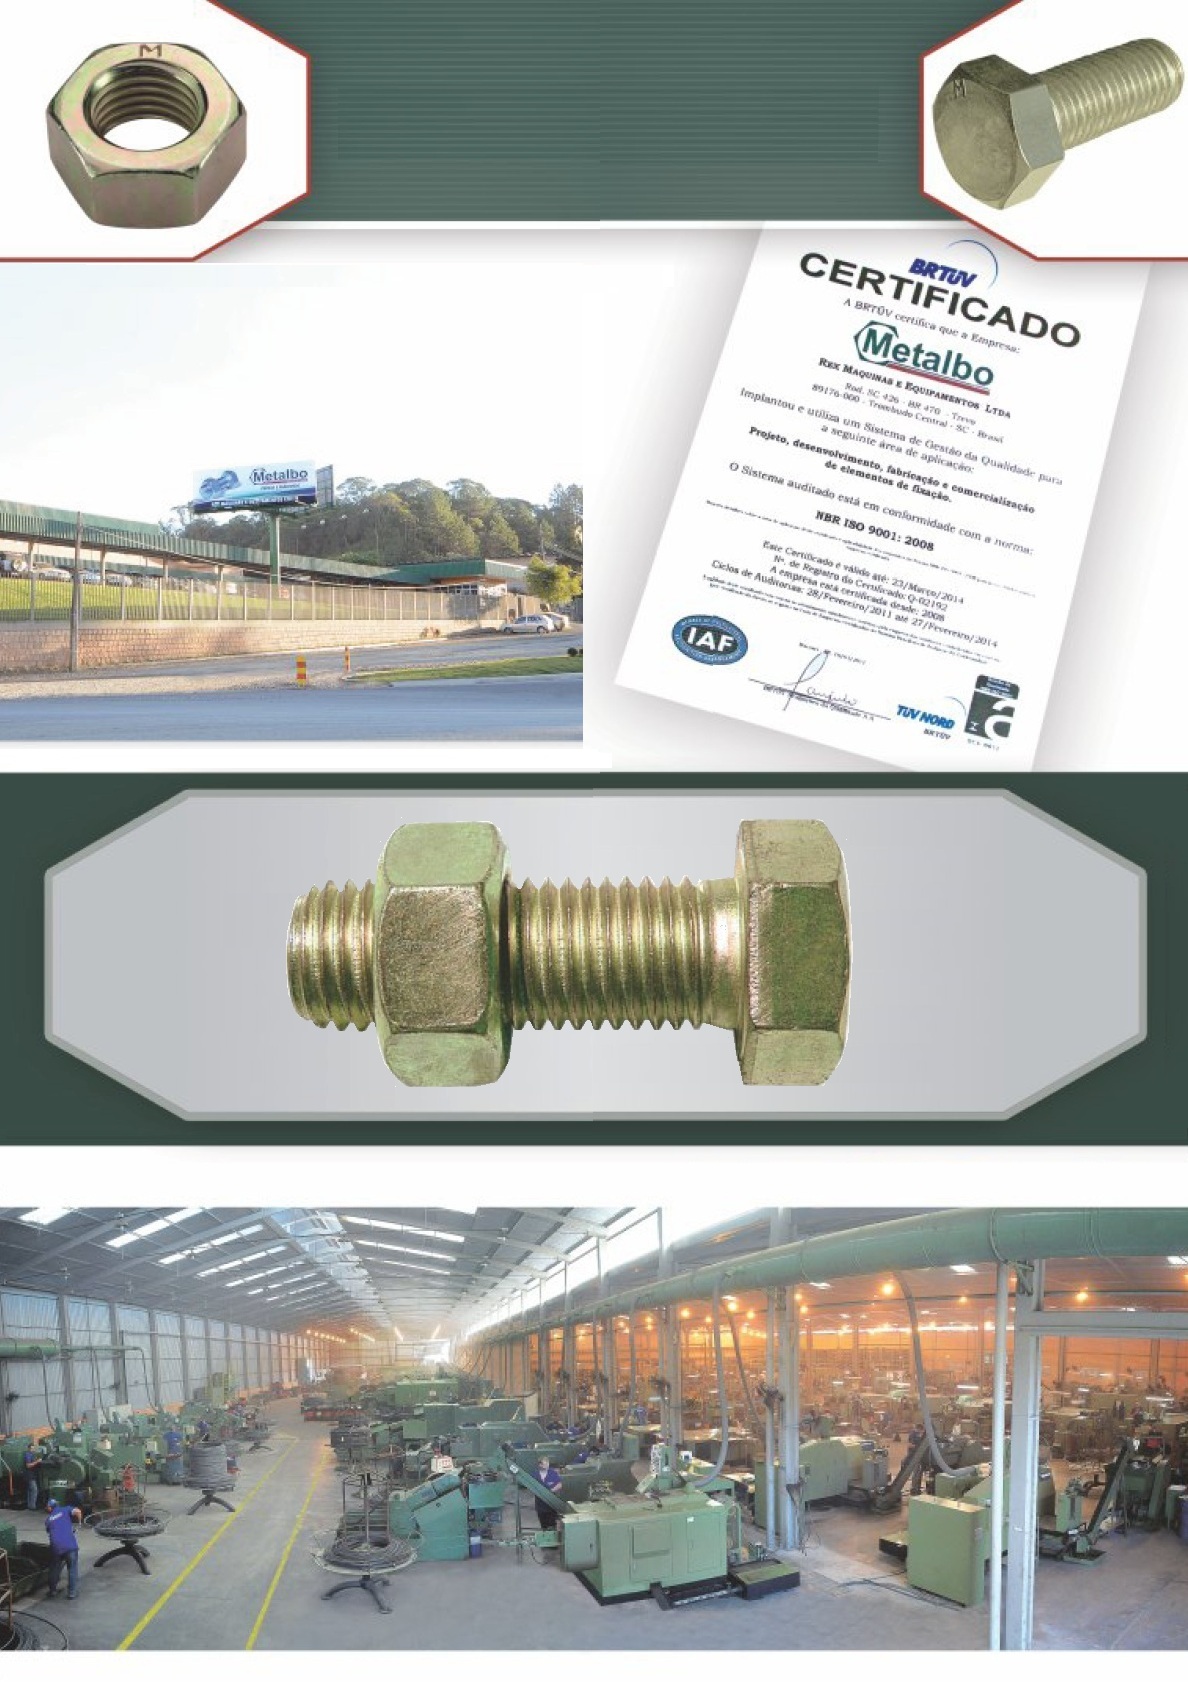 M
M
BRTÜV
CERTIFICADO
A BRTÜV certifica que a Empresa:
Metalbo
REX MAQUINAS E EQUIPAMENTOS LTDA
Rod. SC 426 - BR 470 - Trevo
89176-000 - Trombudo Central - SC - Brasil
Implantou e utiliza um Sistema de Gestão da Qualidade para
a seguinte área de aplicação:
Projeto, desenvolvimento, fabricação e comercialização
de elementos de fixação.
O Sistema auditado está em conformidade com a norma:
NBR ISO 9001: 2008
Este Certificado é válido até: 23/Março/2014
Nº. de Registro do Certificado: Q-02192
A empresa está certificada desde: 2008
Ciclos de Auditorias: 28/Fevereiro/2011 até 27/Fevereiro/2014
IAF
TÜV NORD
BRTÜV
Metalbo